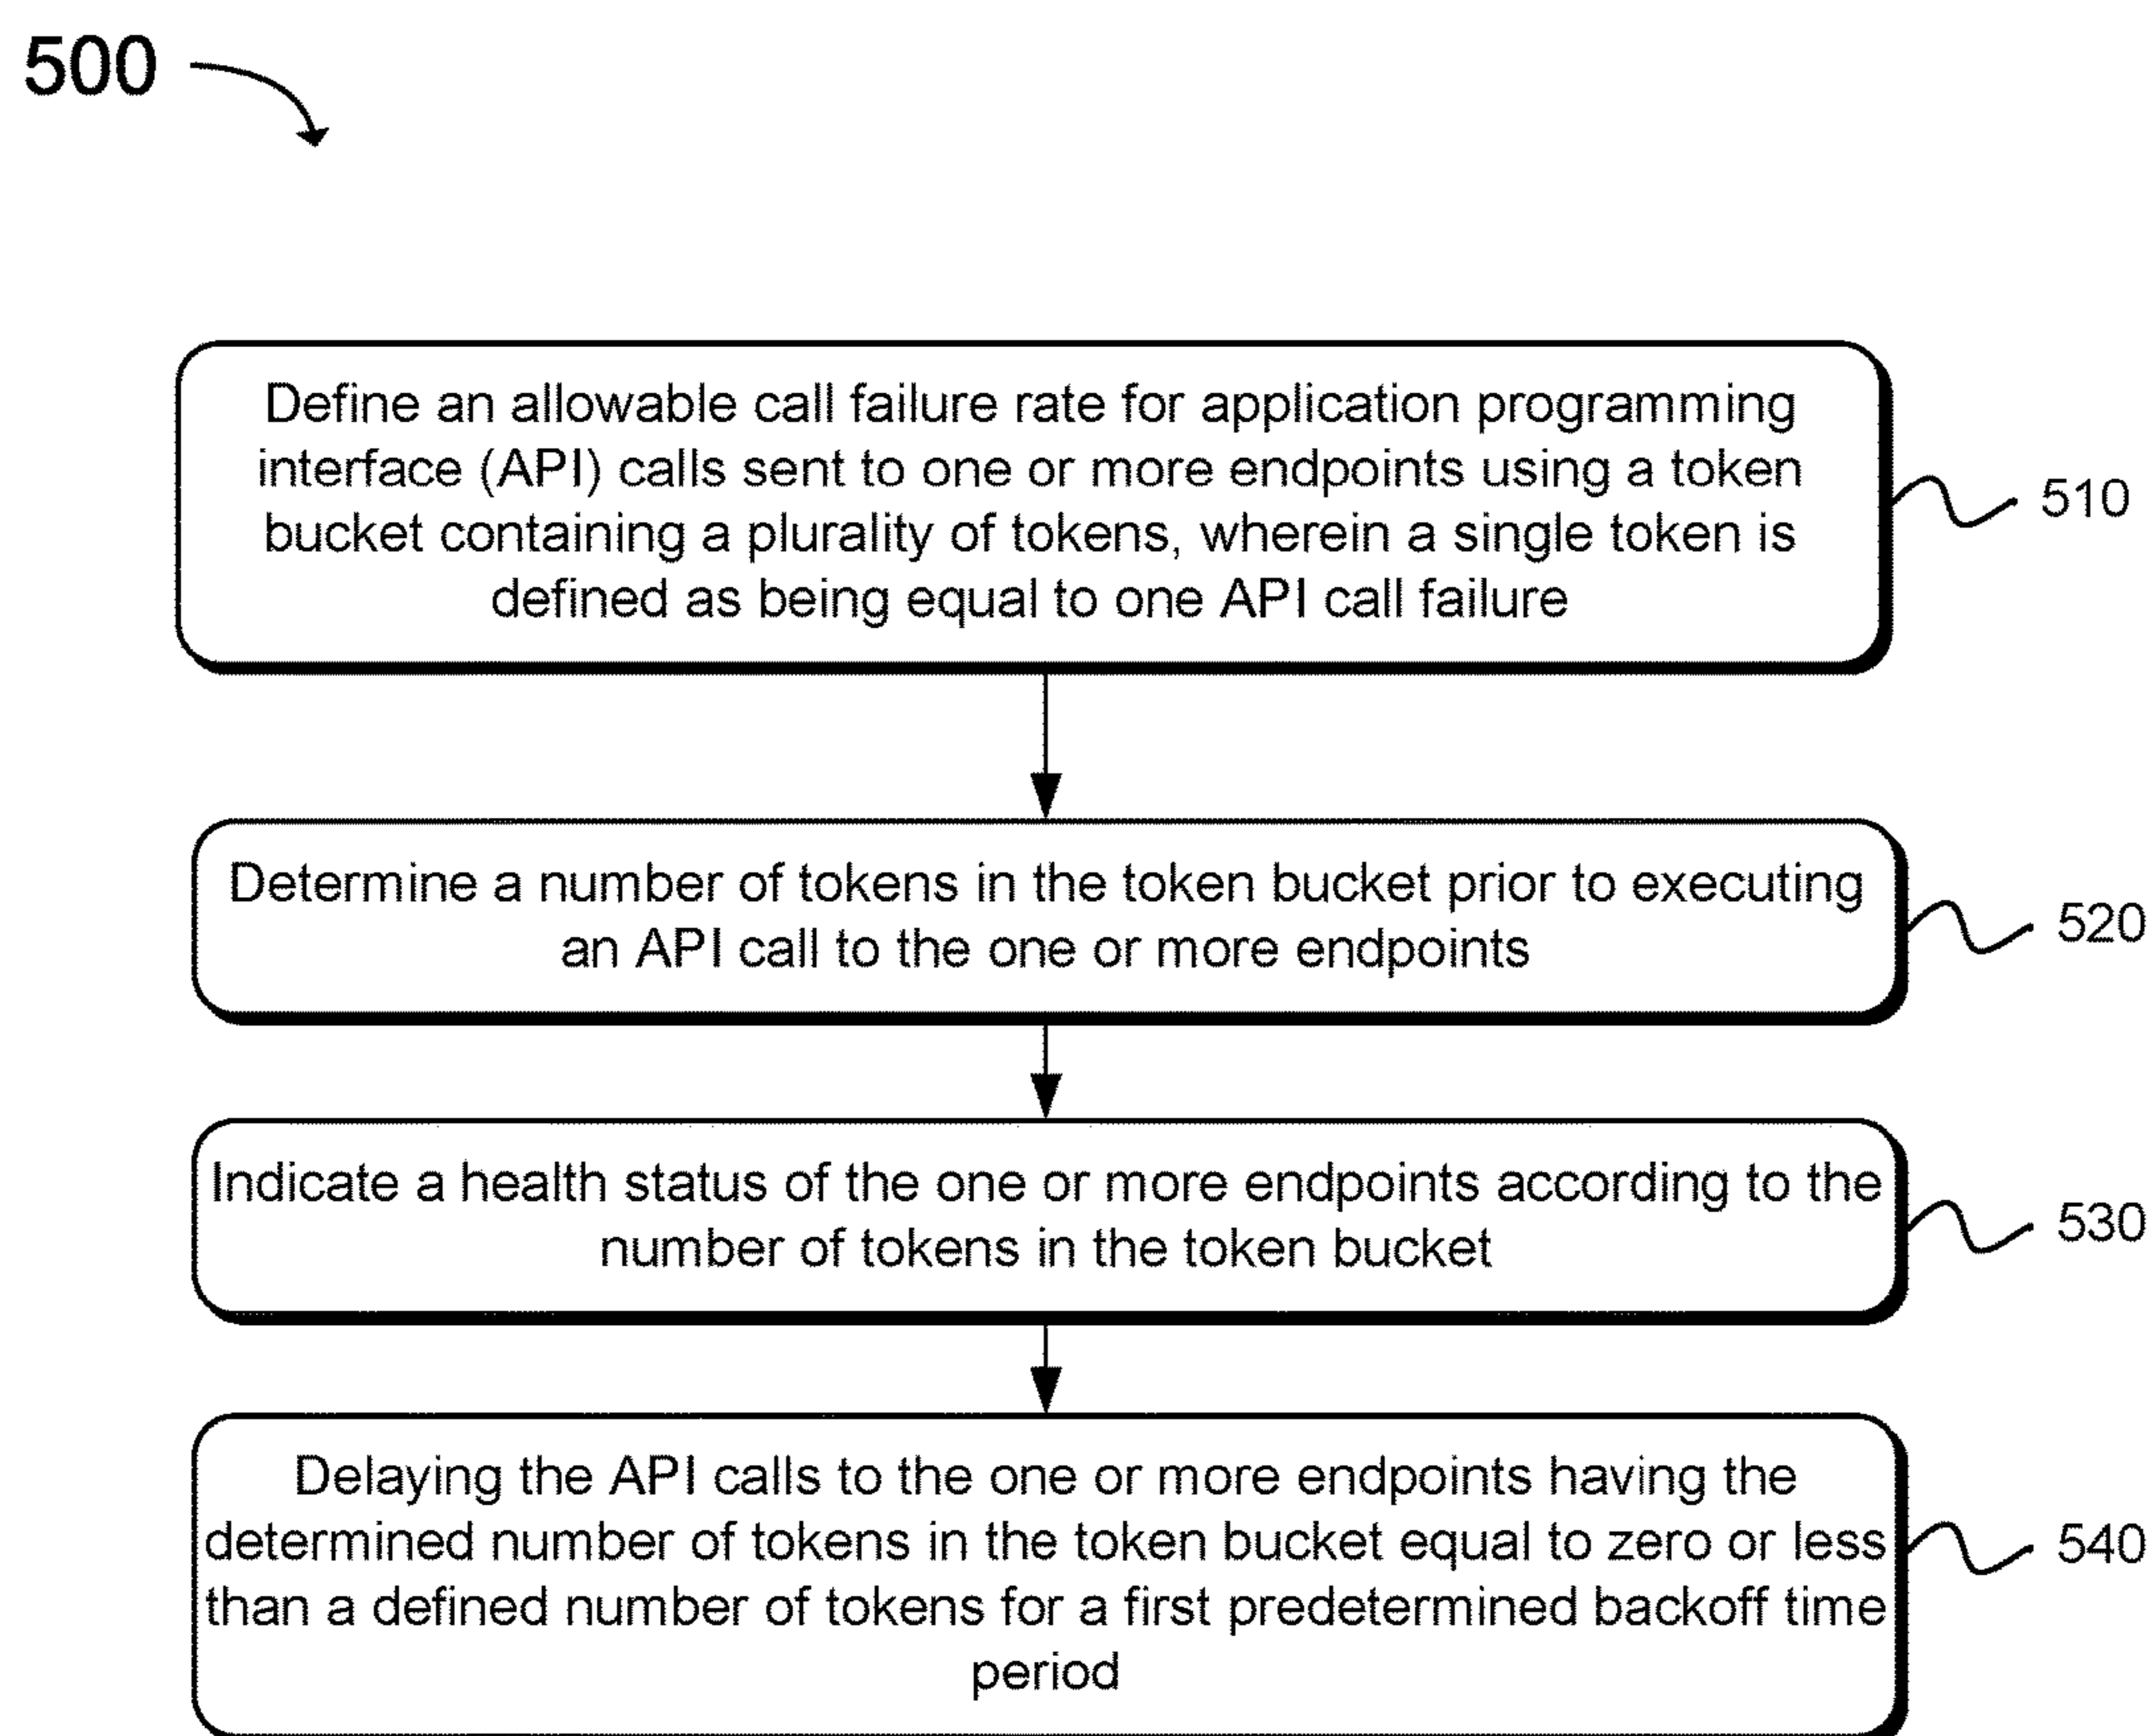 500
Define an allowable call failure rate for application programming
interface (API) calls sent to one or more endpoints using a token
bucket containing a plurality of tokens, wherein a single token is
defined as being equal to one API call failure
510
Determine a number of tokens in the token bucket prior to executing
an API call to the one or more endpoints
520
Indicate a health status of the one or more endpoints according to the
number of tokens in the token bucket
530
Delaying the API calls to the one or more endpoints having the
determined number of tokens in the token bucket equal to zero or less
than a defined number of tokens for a first predetermined backoff time
period
540